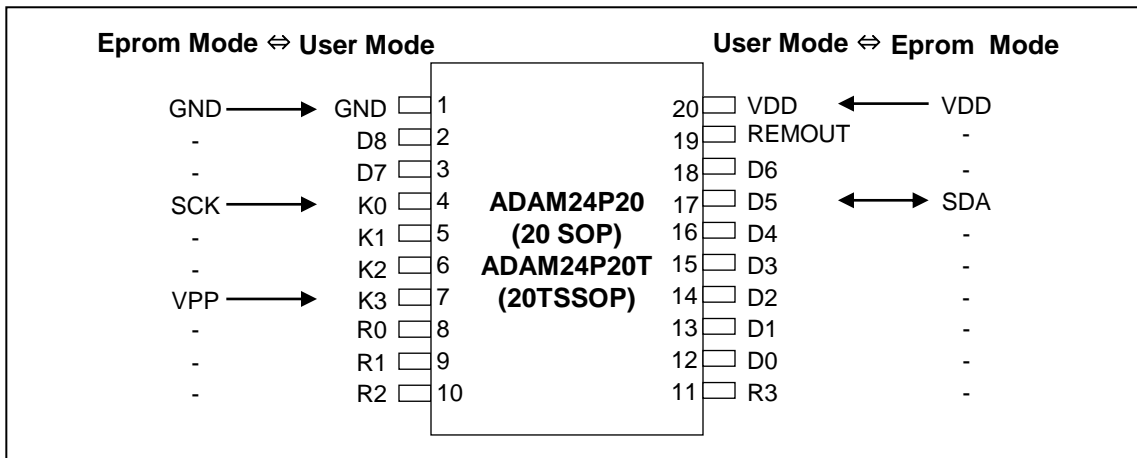 Eprom Mode ⇔ User Mode User Mode ⇔ Eprom Mode
GND GND 1 20 VDD VDD
- D8 2 19 REMOUT -
- D7 3 18 D6 -
SCK K0 4 ADAM24P20 17 D5 SDA
- K1 5 (20 SOP) 16 D4 -
- K2 6 ADAM24P20T 15 D3 -
VPP K3 7 (20TSSOP) 14 D2 -
- R0 8 13 D1 -
- R1 9 12 D0 -
- R2 10 11 R3 -